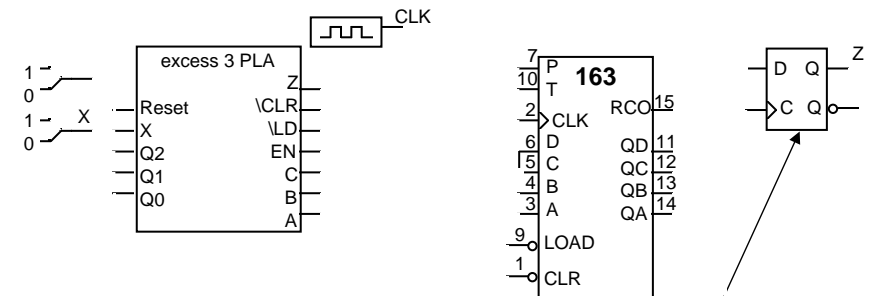 CLK
excess 3 PLA
1
0
1
0
X
Reset
X
Q2
Q1
Q0
Z
\CLR
\LD
EN
C
B
A
163
7
P
10
T
2
CLK
6
D
5
C
4
B
3
A
9
LOAD
1
CLR
RCO
15
QD
11
QC
12
QB
13
QA
14
D
Q
Z
C
Q